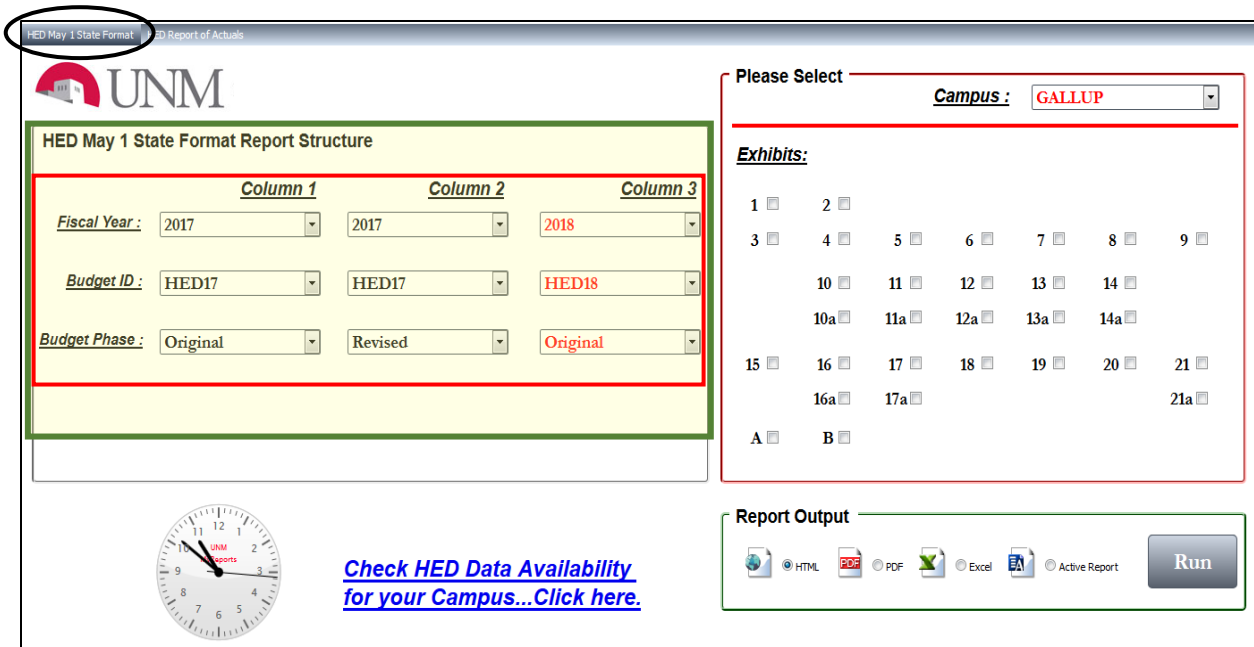 HED May 1 State Format HED Report of Actuals
UNM
HED May 1 State Format Report Structure
Column 1 Column 2 Column 3
Fiscal Year : 2017 2017 2018
Budget ID : HED17 HED17 HED18
Budget Phase : Original Revised Original
Please Select
Campus : GALLUP
Exhibits:
1 2
3 4 5 6 7 8 9
10 11 12 13 14
10a 11a 12a 13a 14a
15 16 17 18 19 20 21
16a 17a 21a
A B
12
11 1
10 UNM 2
Reports
9 3
8 4
7 5
6
Check HED Data Availability
for your Campus...Click here.
Report Output
HTML PDF PDF Excel Active Report Run